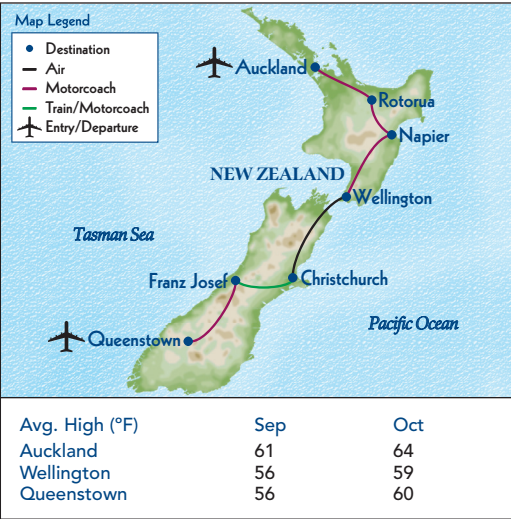 Map Legend
Destination
Air
Motorcoach
Train/Motorcoach
Entry/Departure
Auckland
Rotorua
Napier
NEW ZEALAND
Wellington
Tasman Sea
Franz Josef
Christchurch
Pacific Ocean
Queenstown
Avg. High (ºF) Sep Oct
Auckland 61 64
Wellington 56 59
Queenstown 56 60